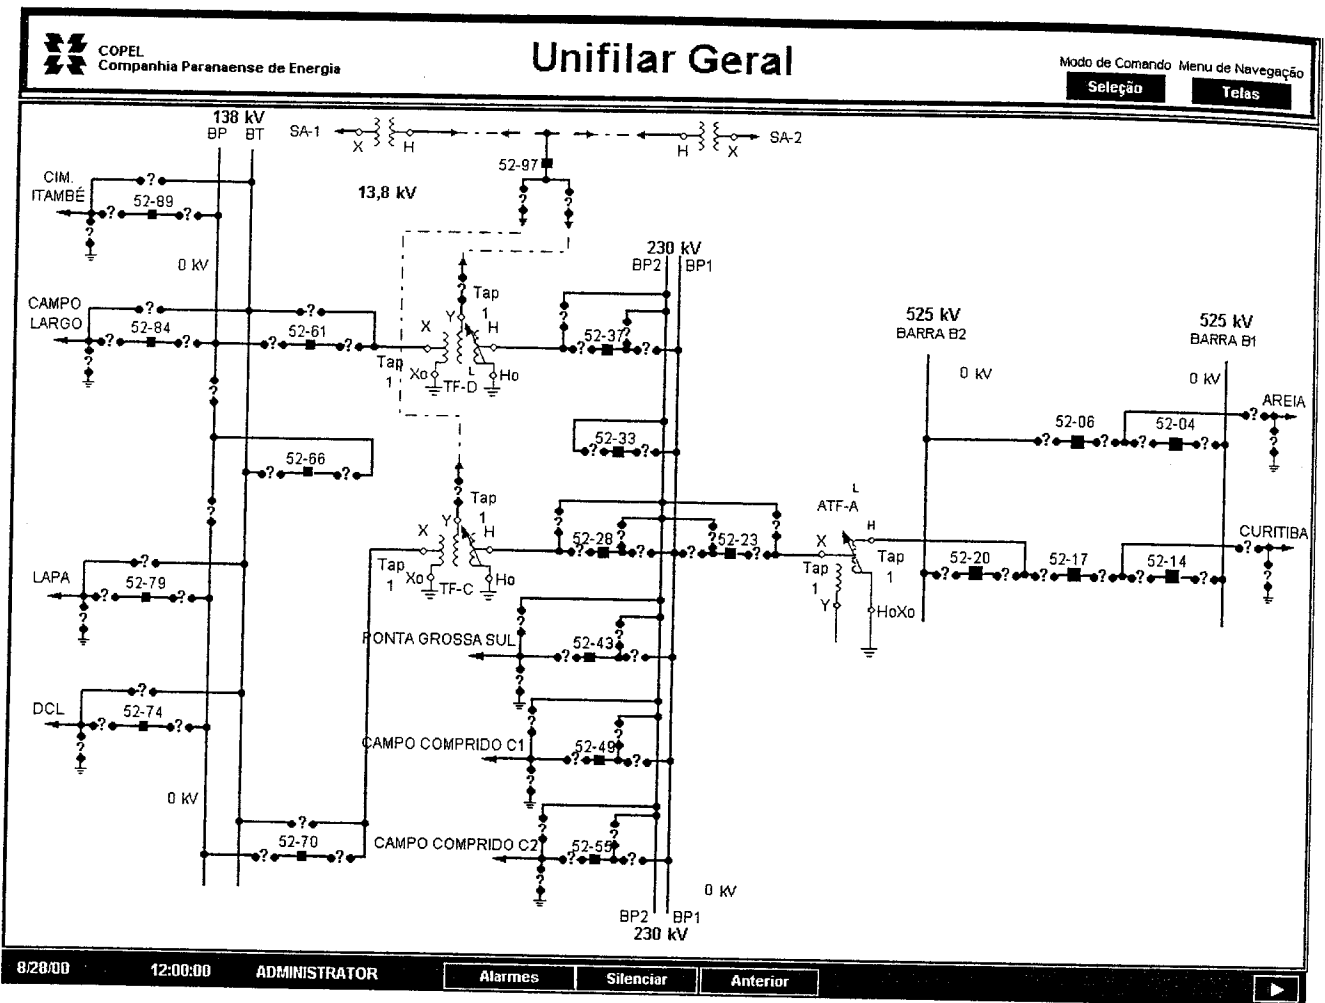 COPEL
Companhia Paranaense de Energia
Unifilar Geral
Modo de Comando Menu de Navegação
Seleção Telas
138 kV
BP BT
SA-1
X H
H X
SA-2
52-97
13,8 kV
CIM.
ITAMBÉ
?
? 52-89 ?
?
? ?
0 kV
230 kV
BP2 BP1
CAMPO
LARGO
? ?
? 52-84 ? ? 52-61 ?
?
?
Tap
1
X Y H
Tap
1
Xo L Ho
TF-D
? ?
? 52-37 ?
525 kV
BARRA B2
0 kV
525 kV
BARRA B1
0 kV
AREIA
? 52-06 ? ? 52-04 ?
?
?
?
? 52-66 ?
?
? 52-33 ?
?
Tap
1
X Y H
Tap
1
Xo Ho
TF-C
? ? ? ?
? 52-28 ? ? 52-23 ?
L
ATF-A
X H
Tap
1
Tap
1
Y HoXo
CURITIBA
? 52-20 ? ? 52-17 ? ? 52-14 ?
?
?
LAPA
?
? 52-79 ?
?
PONTA GROSSA SUL
? ?
? 52-43 ?
?
DCL
?
? 52-74 ?
?
CAMPO COMPRIDO C1
? ?
? 52-49 ?
?
0 kV
?
? 52-70 ?
CAMPO COMPRIDO C2
? ?
? 52-55 ?
?
0 kV
BP2 BP1
230 kV
8/28/00 12:00:00 ADMINISTRATOR Alarmes Silenciar Anterior